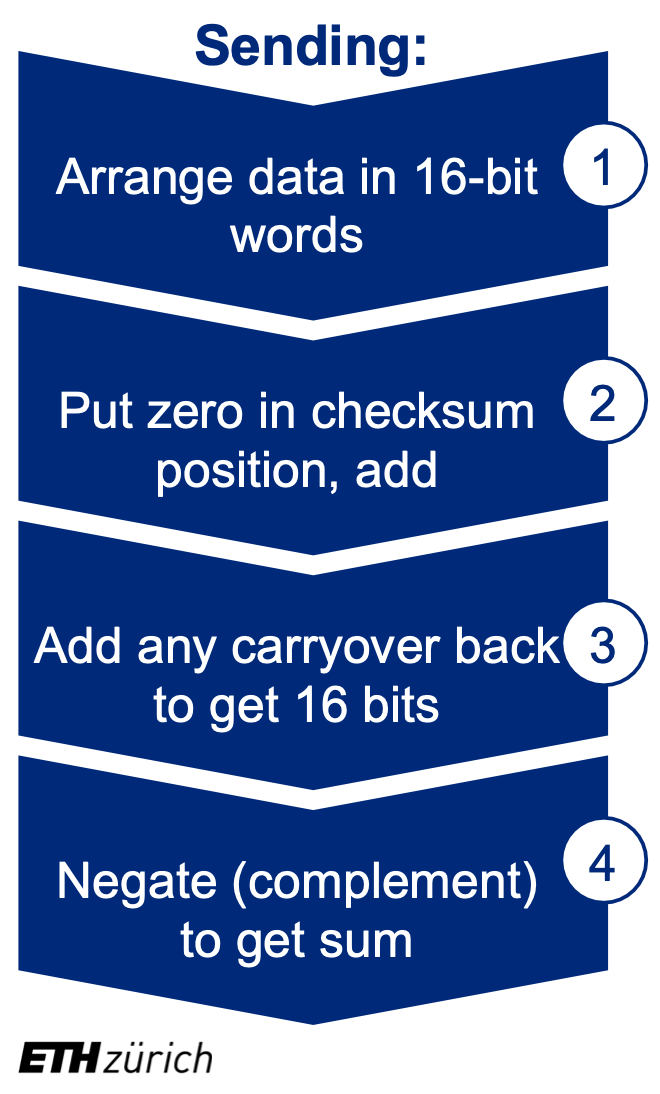 Sending:
Arrange data in 16-bit
words
1
Put zero in checksum
position, add
2
Add any carryover back
to get 16 bits
3
Negate (complement)
to get sum
4
ETH zürich